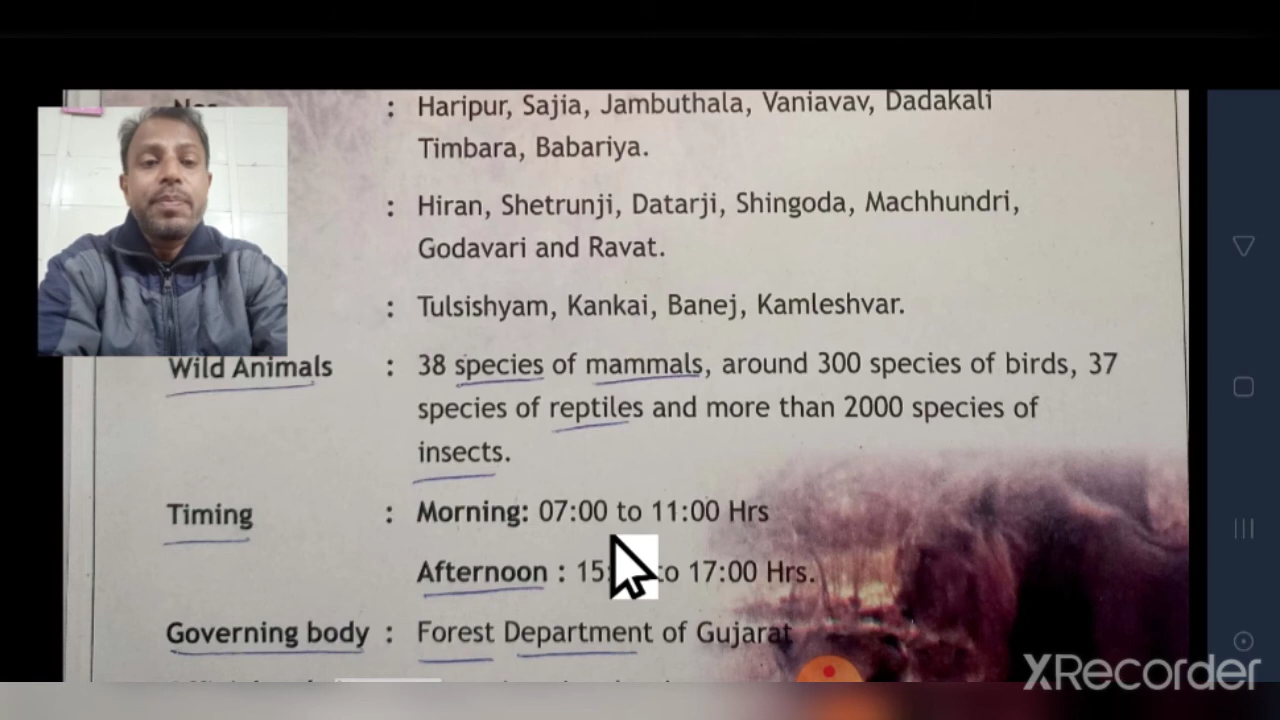 : Haripur, Sajia, Jambuthala, Vaniavav, Dadakali
Timbara, Babariya.
: Hiran, Shetrunji, Datarji, Shingoda, Machhundri,
Godavari and Ravat.
: Tulsishyam, Kankai, Banej, Kamleshvar.
Wild Animals : 38 species of mammals, around 300 species of birds, 37
species of reptiles and more than 2000 species of
insects.
Timing : Morning: 07:00 to 11:00 Hrs
Afternoon : 15: to 17:00 Hrs.
Governing body : Forest Department of Gujarat
XRecorder